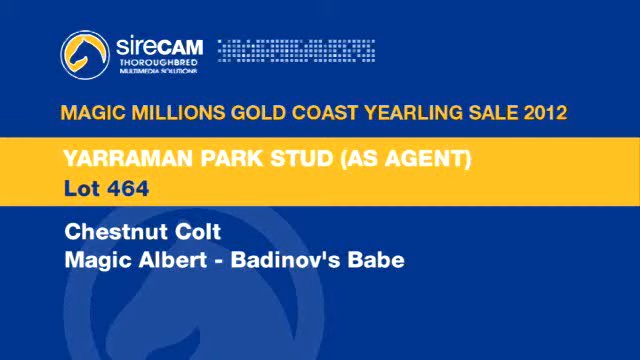 sireCAM
THOROUGHBRED
MULTIMEDIA SOLUTIONS
MAGIC MILLIONS GOLD COAST YEARLING SALE 2012
YARRAMAN PARK STUD (AS AGENT)
Lot 464
Chestnut Colt
Magic Albert - Badinov's Babe